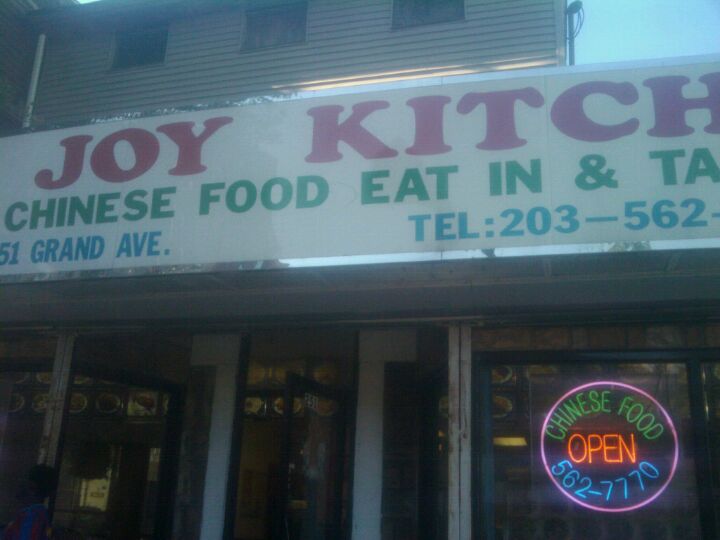 JOY KITCH
CHINESE FOOD EAT IN & TA
51 GRAND AVE.
TEL:203-562-
CHINESE FOOD
OPEN
562-7770